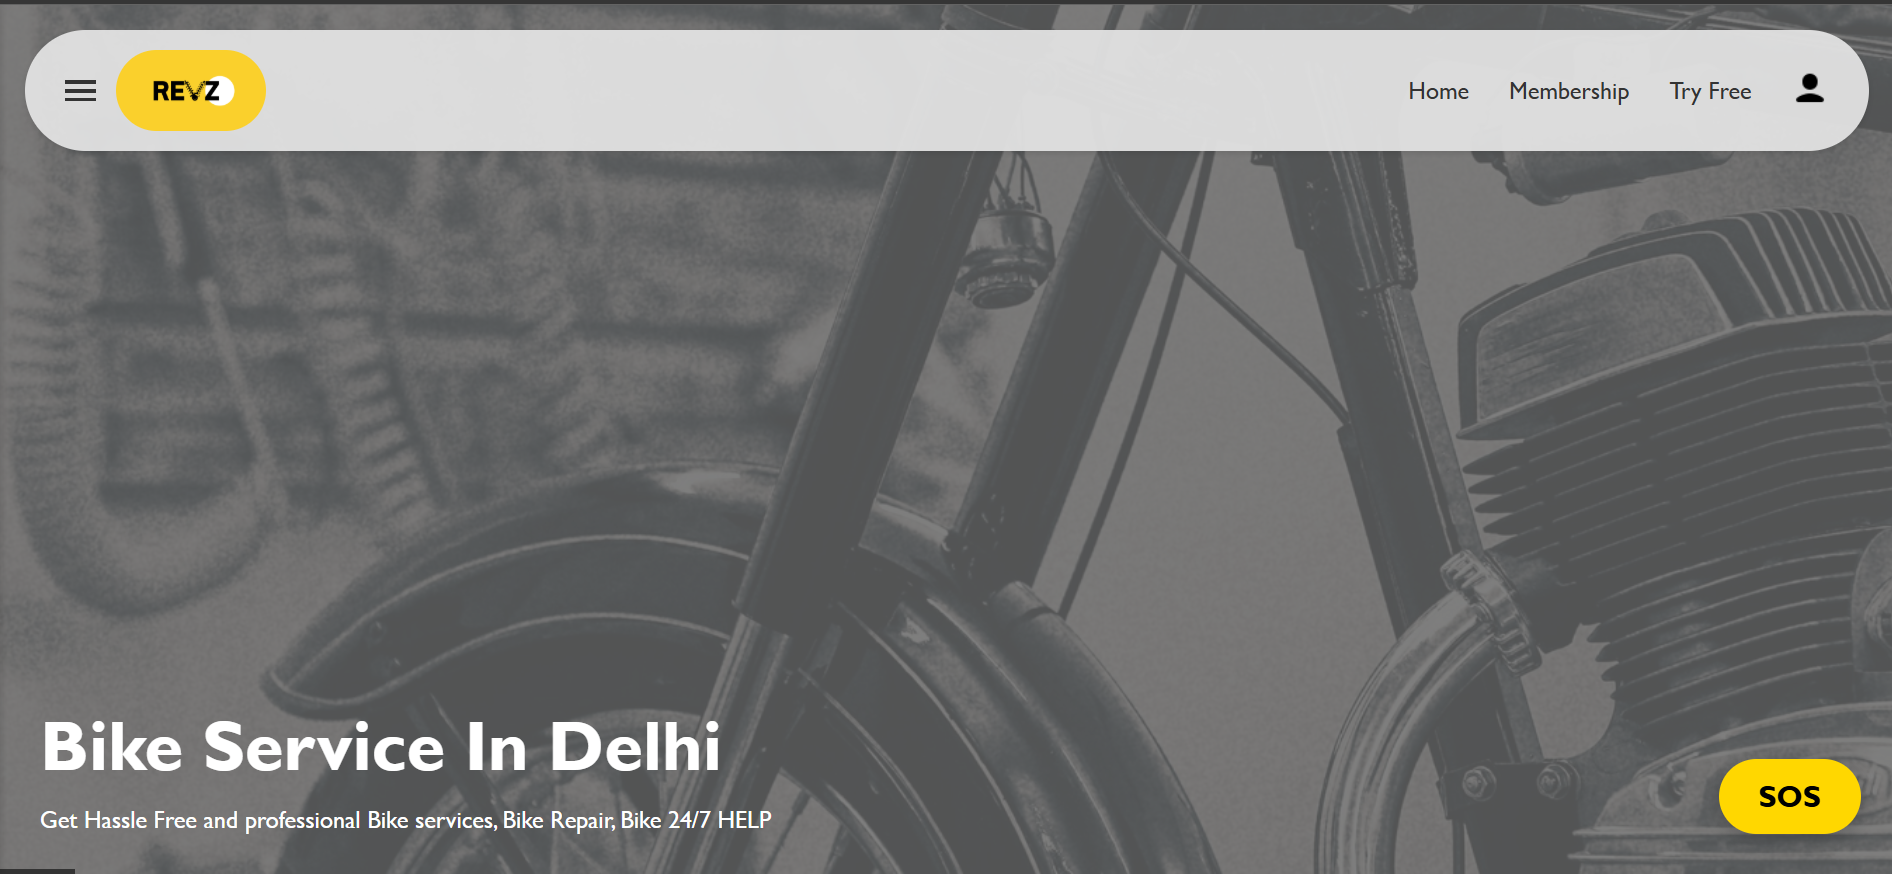 REVZ
Home Membership Try Free
Bike Service In Delhi
Get Hassle Free and professional Bike services, Bike Repair, Bike 24/7 HELP
SOS